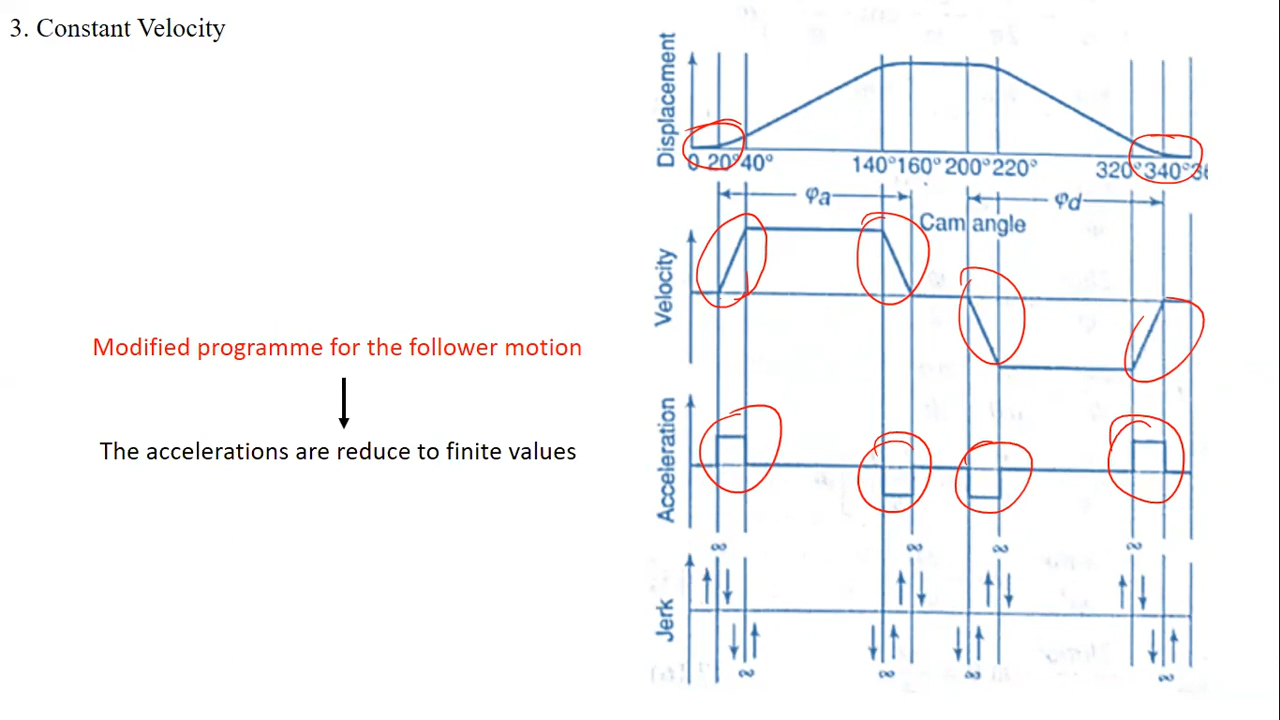 3. Constant Velocity
Displacement
0 20° 40° 140° 160° 200° 220° 320° 340° 36
φa φd
Cam angle
Velocity
Modified programme for the follower motion
The accelerations are reduce to finite values
Acceleration
∞ ∞ ∞ ∞
Jerk
∞ ∞ ∞ ∞